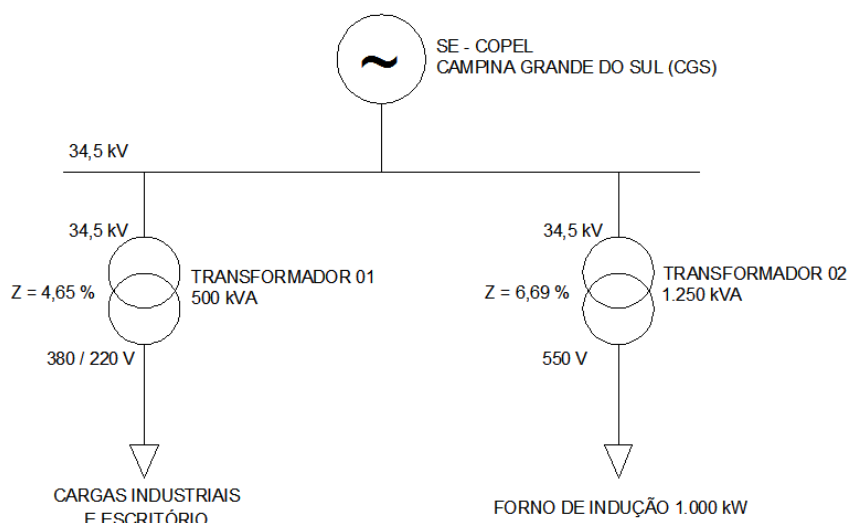 SE - COPEL
CAMPINA GRANDE DO SUL (CGS)
34,5 kV
34,5 kV
Z = 4,65 %
TRANSFORMADOR 01
500 kVA
380 / 220 V
CARGAS INDUSTRIAIS
E ESCRITÓRIO
34,5 kV
Z = 6,69 %
TRANSFORMADOR 02
1.250 kVA
550 V
FORNO DE INDUÇÃO 1.000 kW